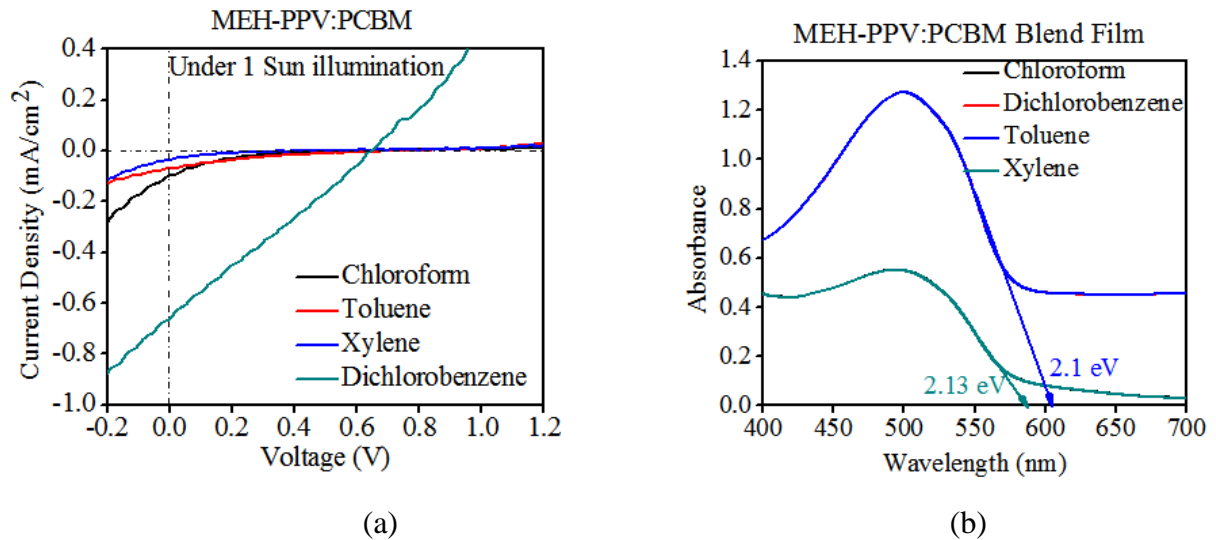 MEH-PPV:PCBM
Under 1 Sun illumination
0.4
0.2
0.0
-0.2
-0.4
-0.6
-0.8
-1.0
Current Density (mA/cm²)
Chloroform
Toluene
Xylene
Dichlorobenzene
-0.2 0.0 0.2 0.4 0.6 0.8 1.0 1.2
Voltage (V)
(a)
MEH-PPV:PCBM Blend Film
Chloroform
Dichlorobenzene
Toluene
Xylene
1.4
1.2
1.0
0.8
0.6
0.4
0.2
0.0
Absorbance
2.13 eV
2.1 eV
400 450 500 550 600 650 700
Wavelength (nm)
(b)